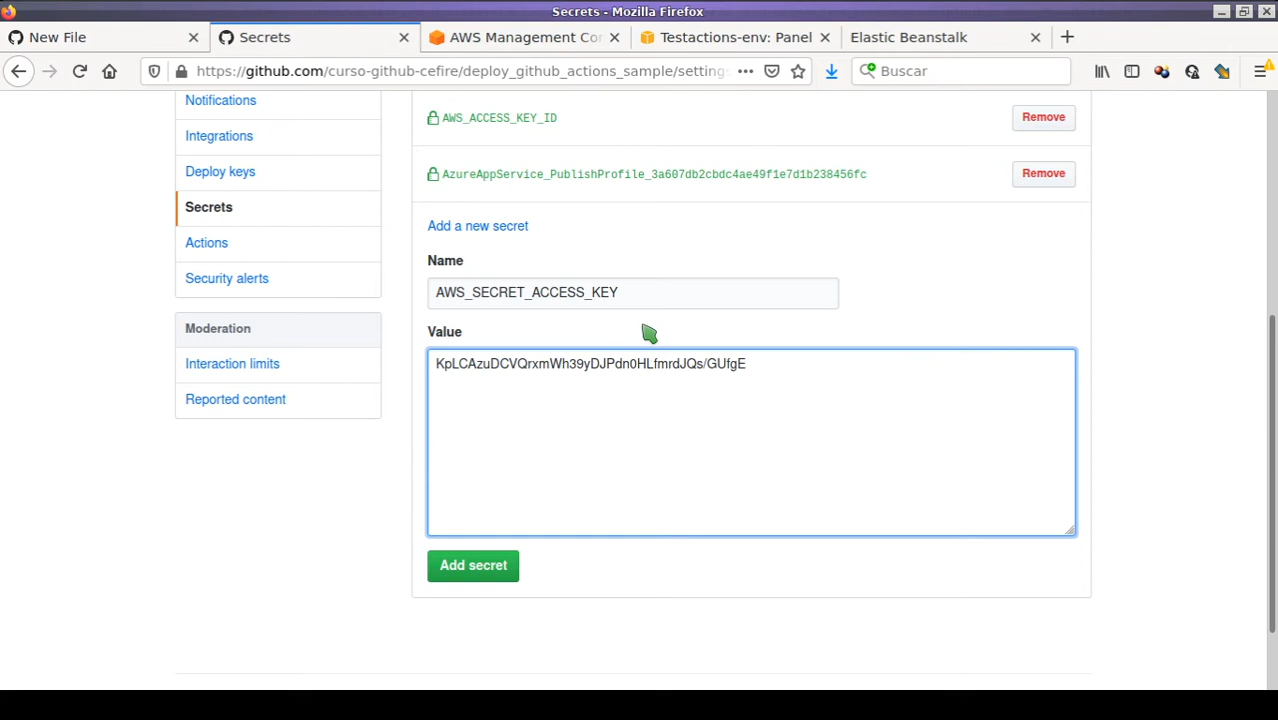 Secrets - Mozilla Firefox
New File
Secrets
AWS Management Co
Testactions-env: Panel
Elastic Beanstalk
https://github.com/curso-github-cefire/deploy_github_actions_sample/setting
Buscar
Notifications
Integrations
Deploy keys
Secrets
Actions
Security alerts
Moderation
Interaction limits
Reported content
AWS_ACCESS_KEY_ID
Remove
AzureAppService_PublishProfile_3a607db2cbdc4ae49f1e7d1b238456fc
Remove
Add a new secret
Name
AWS_SECRET_ACCESS_KEY
Value
KpLCAzuDCVQrxmWh39yDJPdn0HLfmrdJQs/GUfgE
Add secret